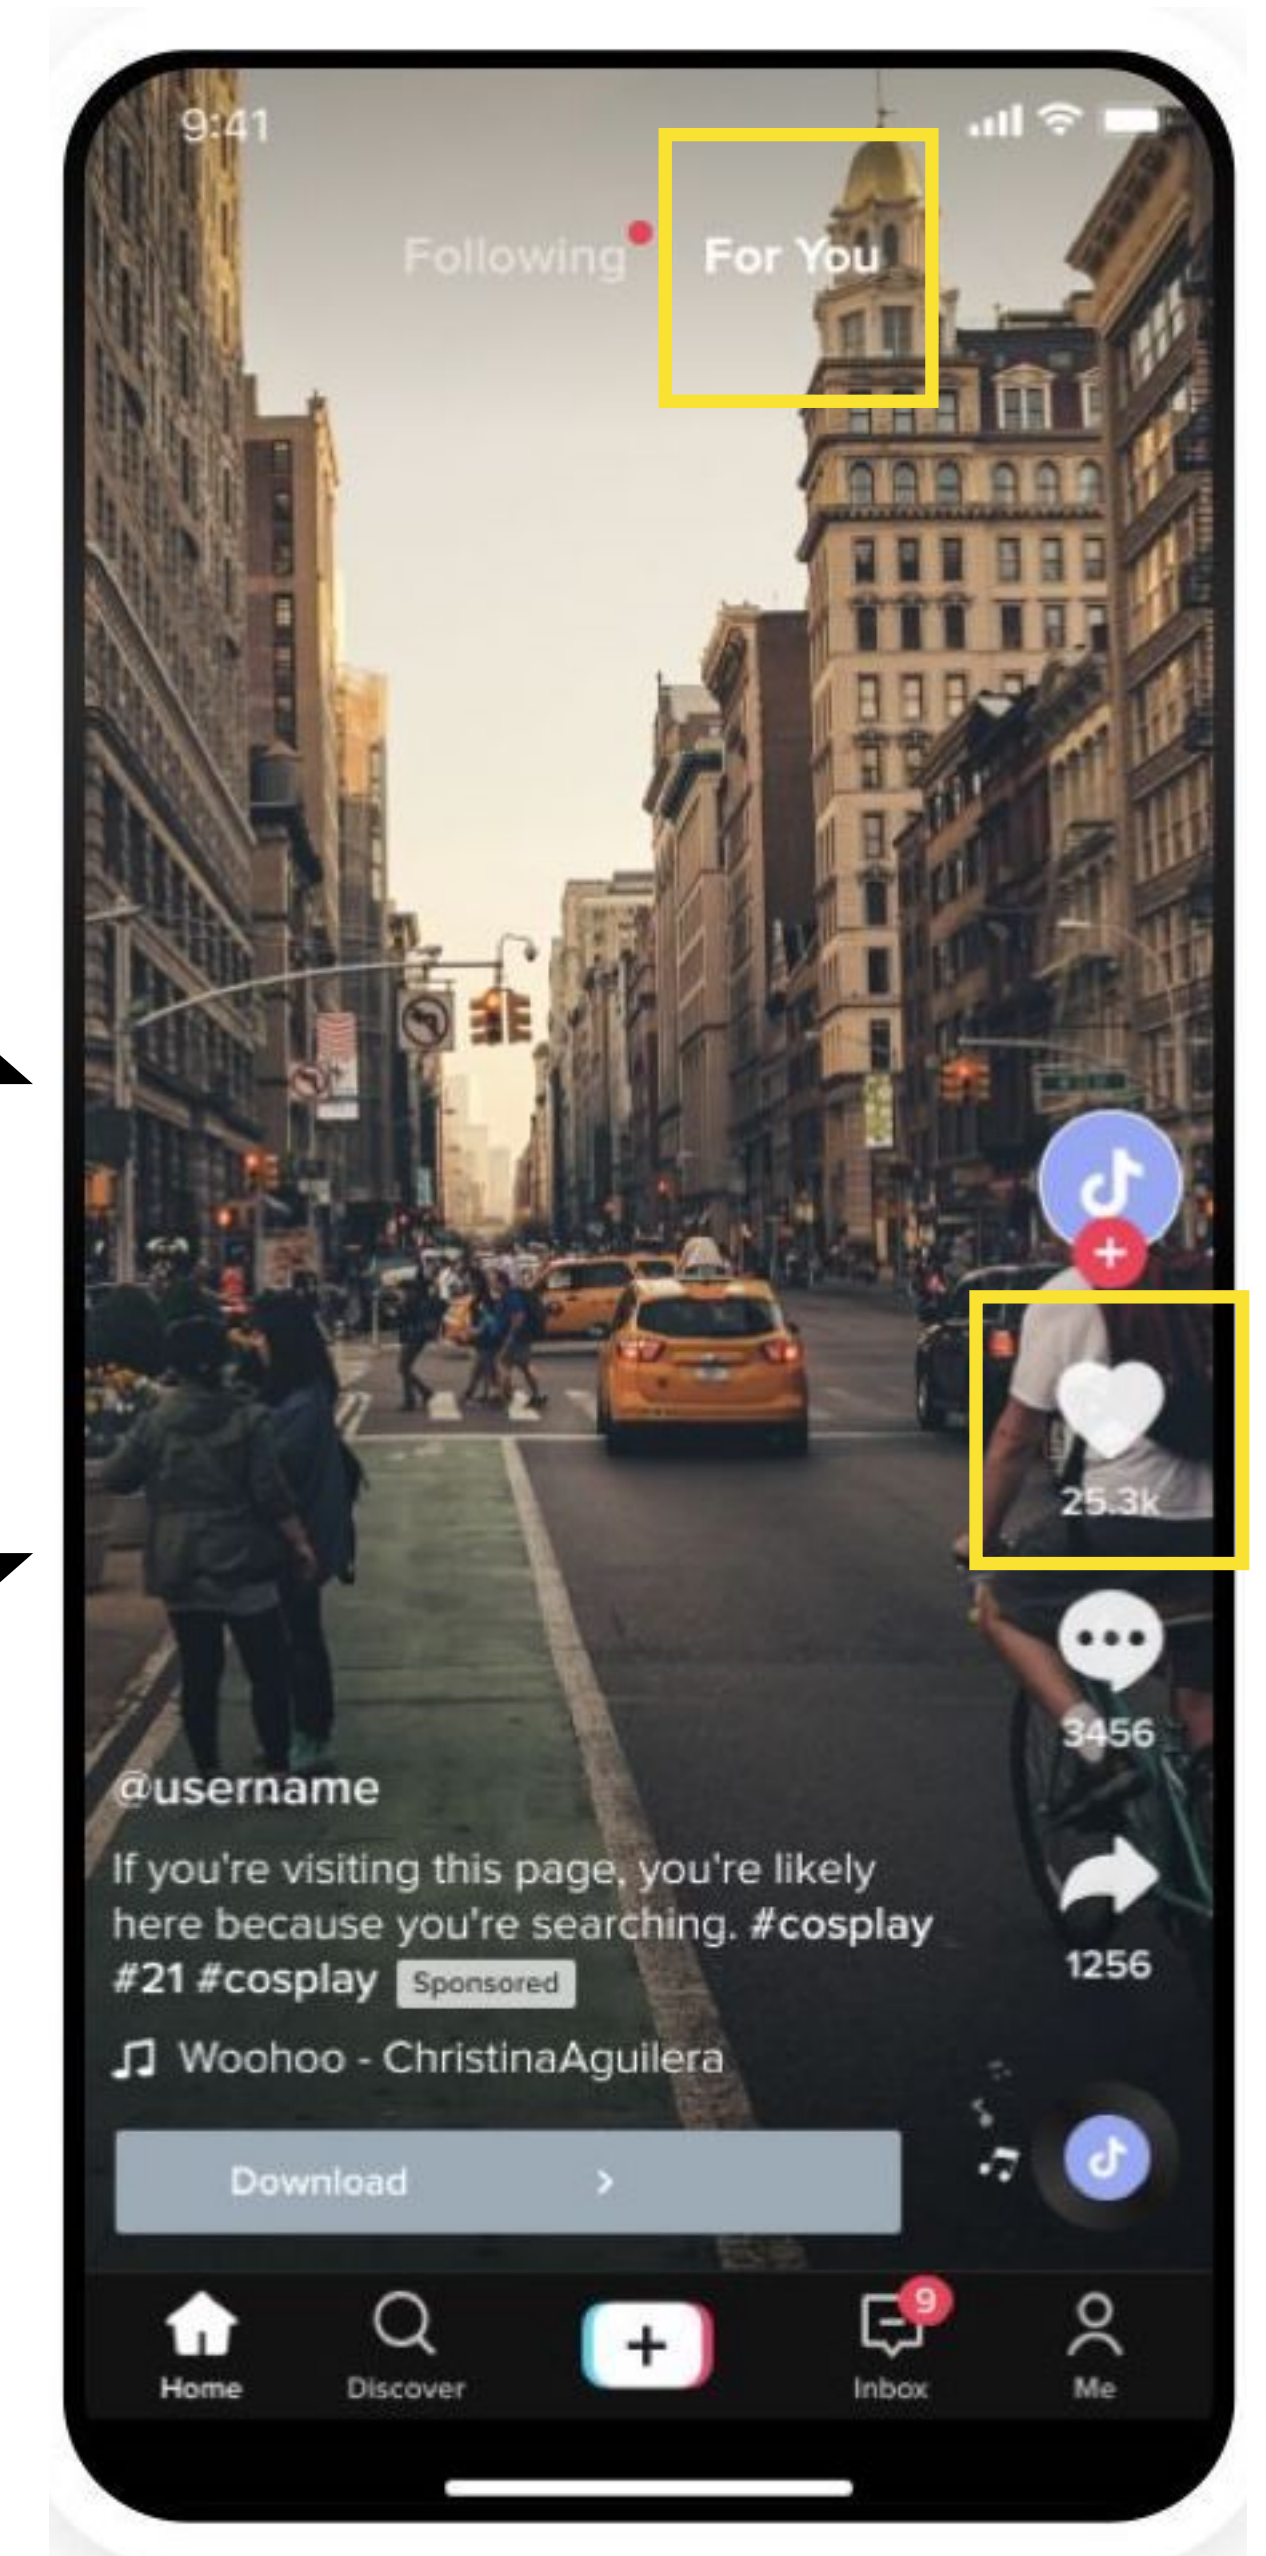 9:41
Following For You
25.3k
3456
@username
If you're visiting this page, you're likely
here because you're searching. #cosplay
#21 #cosplay Sponsored
1256
Woohoo - ChristinaAguilera
Download >
9
Home Discover Inbox Me